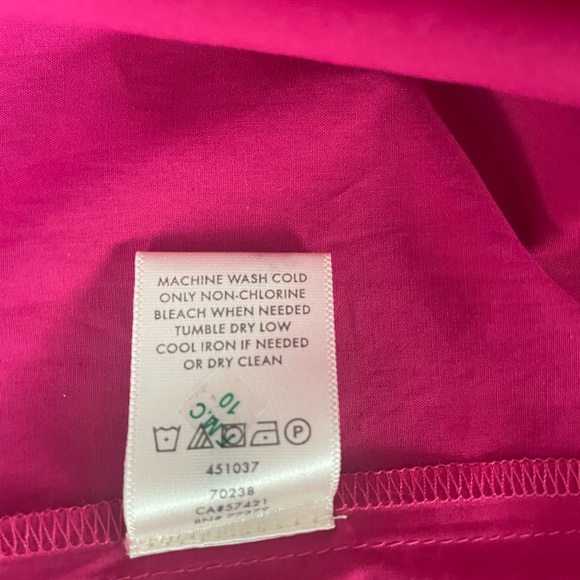 MACHINE WASH COLD
ONLY NON-CHLORINE
BLEACH WHEN NEEDED
TUMBLE DRY LOW
COOL IRON IF NEEDED
OR DRY CLEAN
10
M.C
P
451037
70238
CA#57421